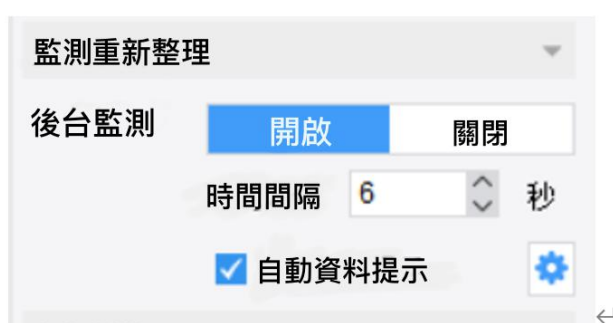 監測重新整理
後台監測 開啟 關閉
時間間隔 6 秒
自動資料提示